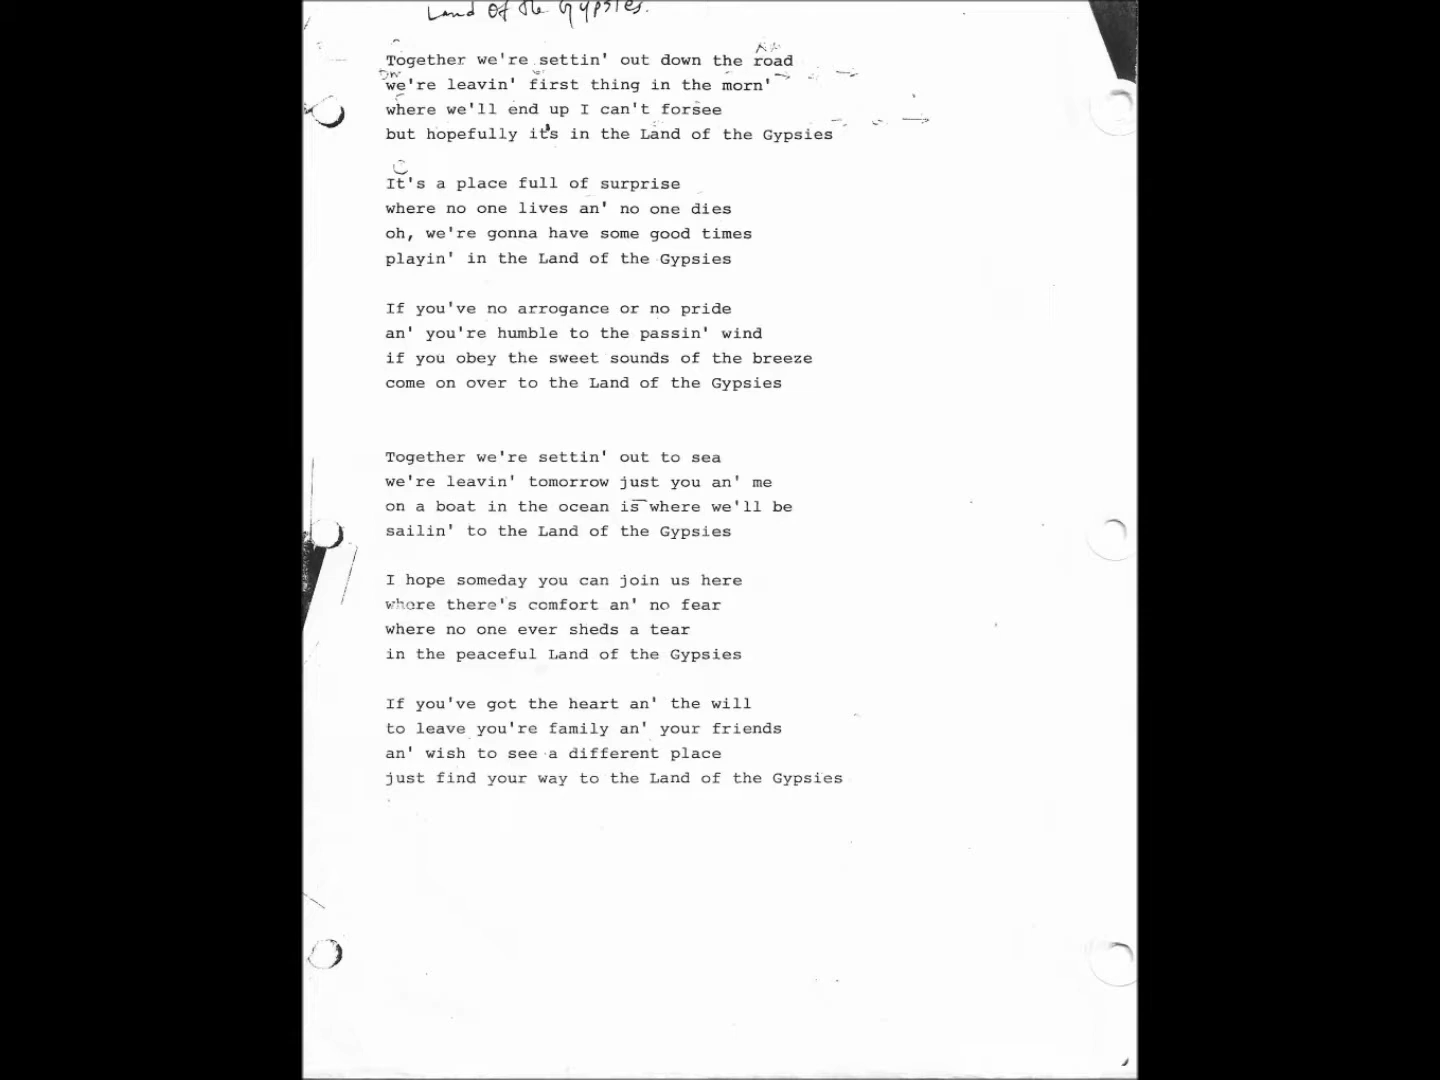 Land Of the Gypsies.
Together we're settin' out down the road
we're leavin' first thing in the morn'
where we'll end up I can't forsee
but hopefully it's in the Land of the Gypsies
It's a place full of surprise
where no one lives an' no one dies
oh, we're gonna have some good times
playin' in the Land of the Gypsies
If you've no arrogance or no pride
an' you're humble to the passin' wind
if you obey the sweet sounds of the breeze
come on over to the Land of the Gypsies
Together we're settin' out to sea
we're leavin' tomorrow just you an' me
on a boat in the ocean is where we'll be
sailin' to the Land of the Gypsies
I hope someday you can join us here
where there's comfort an' no fear
where no one ever sheds a tear
in the peaceful Land of the Gypsies
If you've got the heart an' the will
to leave you're family an' your friends
an' wish to see a different place
just find your way to the Land of the Gypsies